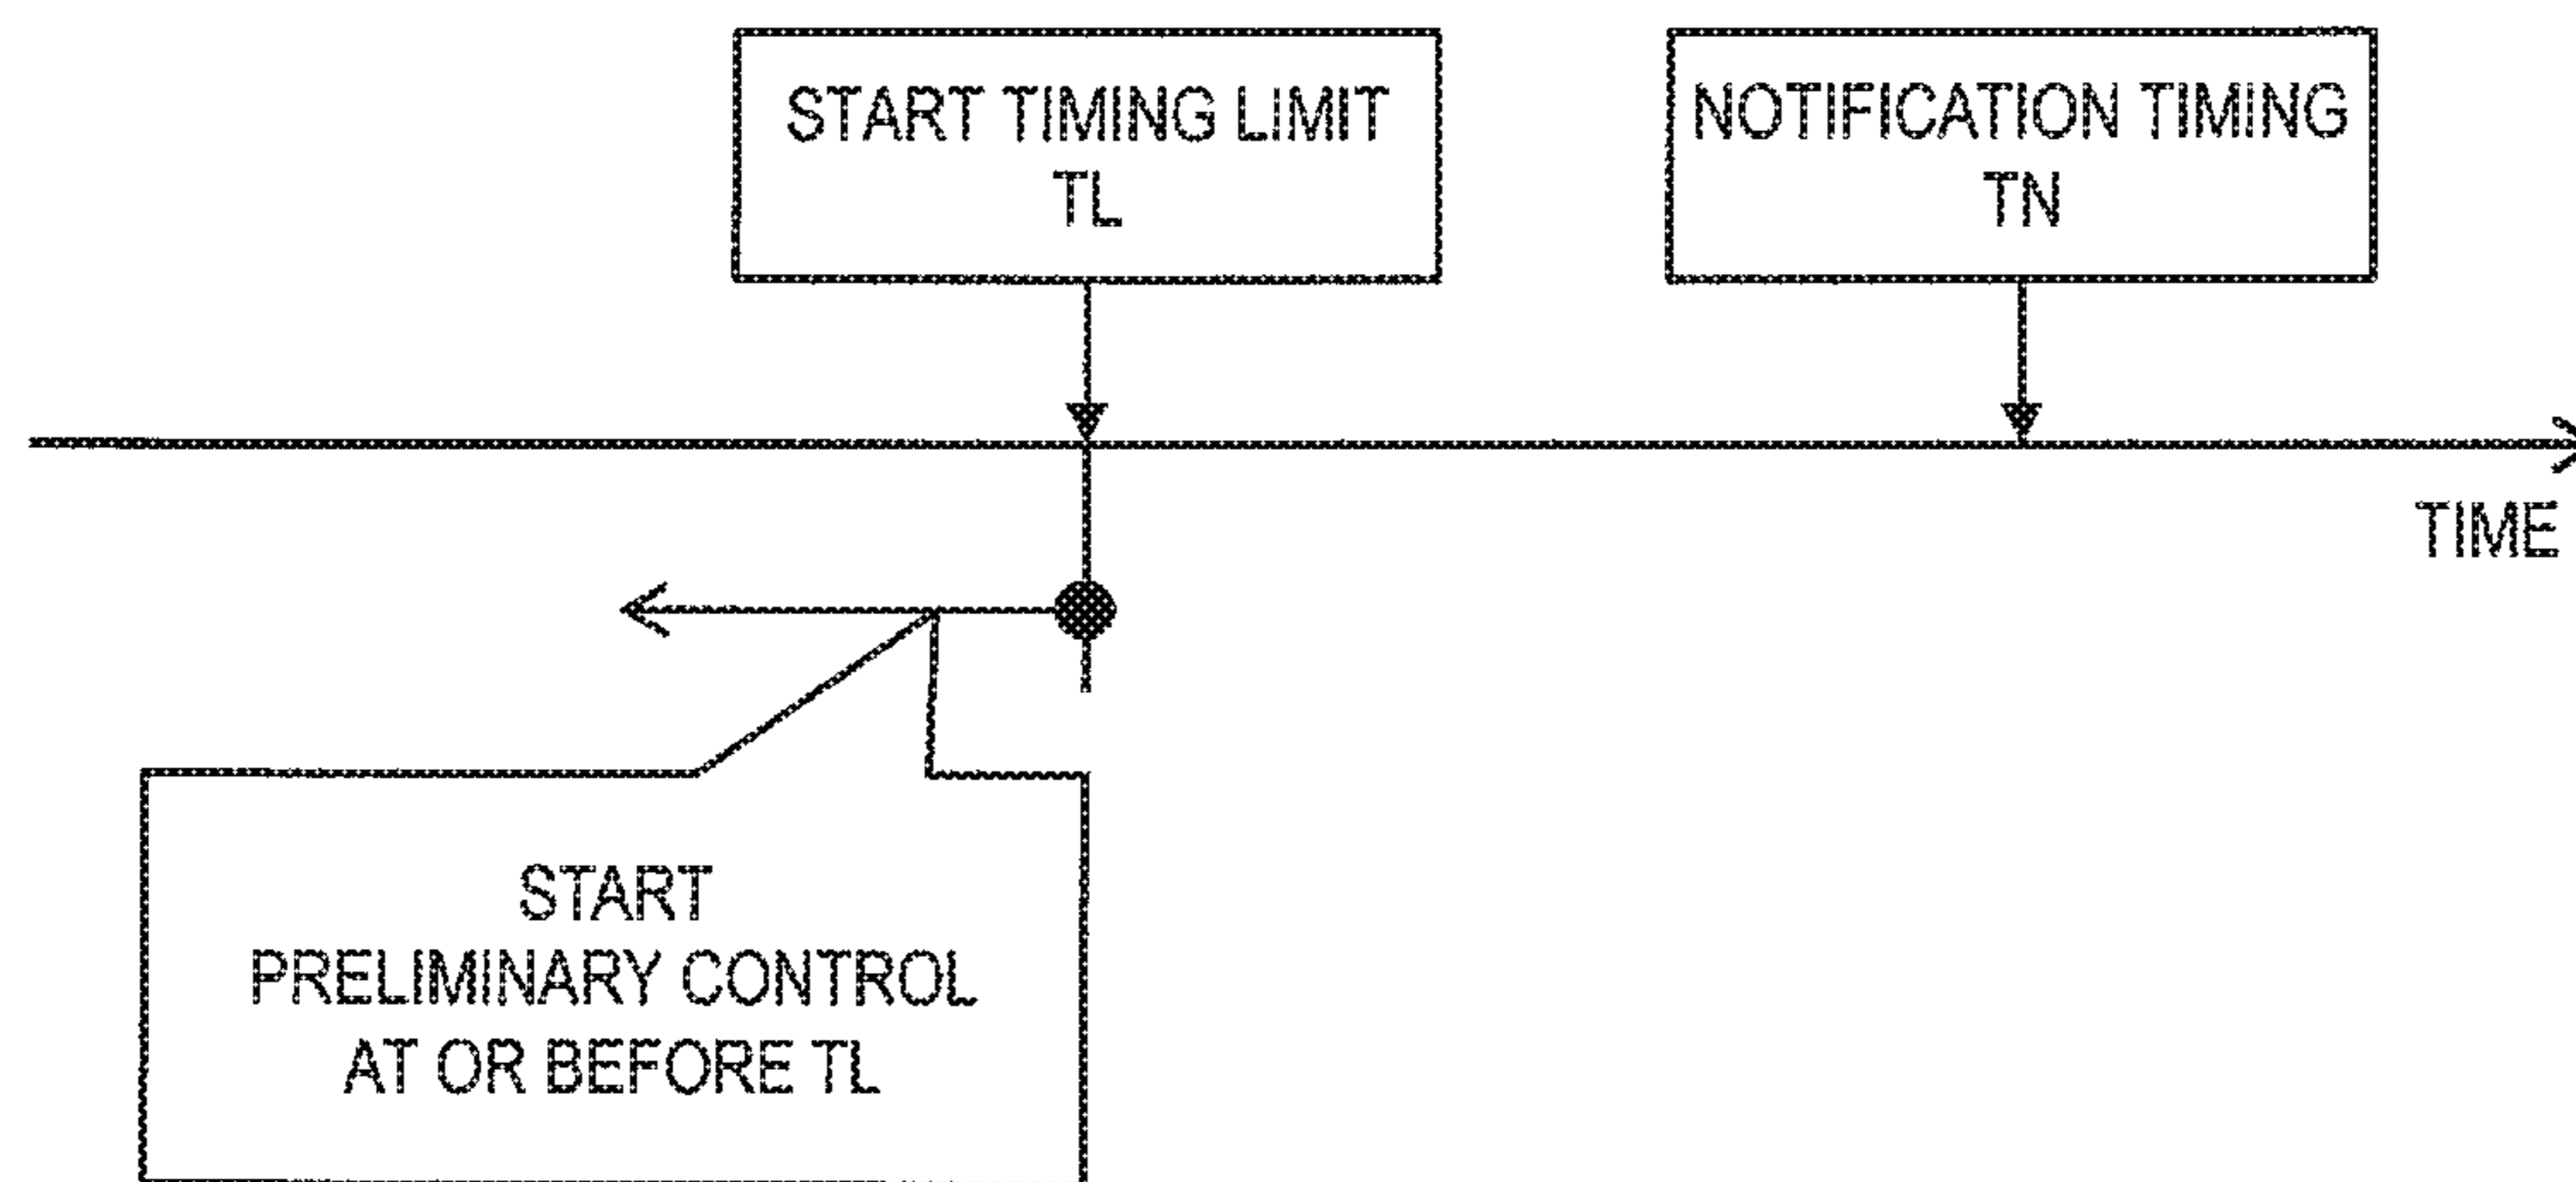 START TIMING LIMIT
TL
NOTIFICATION TIMING
TN
TIME
START
PRELIMINARY CONTROL
AT OR BEFORE TL